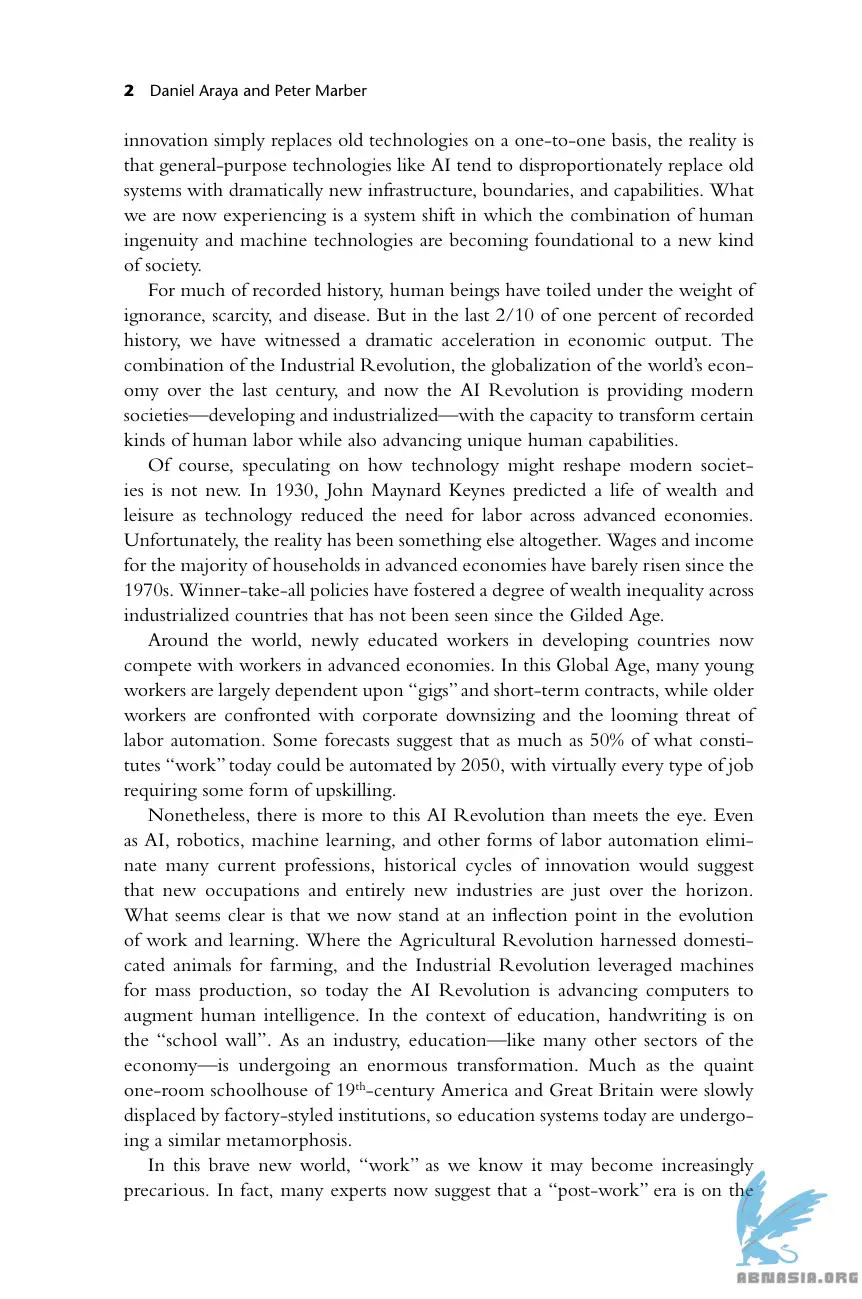 2 Daniel Araya and Peter Marber
innovation simply replaces old technologies on a one-to-one basis, the reality is
that general-purpose technologies like AI tend to disproportionately replace old
systems with dramatically new infrastructure, boundaries, and capabilities. What
we are now experiencing is a system shift in which the combination of human
ingenuity and machine technologies are becoming foundational to a new kind
of society.
For much of recorded history, human beings have toiled under the weight of
ignorance, scarcity, and disease. But in the last 2/10 of one percent of recorded
history, we have witnessed a dramatic acceleration in economic output. The
combination of the Industrial Revolution, the globalization of the world’s econ-
omy over the last century, and now the AI Revolution is providing modern
societies—developing and industrialized—with the capacity to transform certain
kinds of human labor while also advancing unique human capabilities.
Of course, speculating on how technology might reshape modern societ-
ies is not new. In 1930, John Maynard Keynes predicted a life of wealth and
leisure as technology reduced the need for labor across advanced economies.
Unfortunately, the reality has been something else altogether. Wages and income
for the majority of households in advanced economies have barely risen since the
1970s. Winner-take-all policies have fostered a degree of wealth inequality across
industrialized countries that has not been seen since the Gilded Age.
Around the world, newly educated workers in developing countries now
compete with workers in advanced economies. In this Global Age, many young
workers are largely dependent upon “gigs” and short-term contracts, while older
workers are confronted with corporate downsizing and the looming threat of
labor automation. Some forecasts suggest that as much as 50% of what consti-
tutes “work” today could be automated by 2050, with virtually every type of job
requiring some form of upskilling.
Nonetheless, there is more to this AI Revolution than meets the eye. Even
as AI, robotics, machine learning, and other forms of labor automation elimi-
nate many current professions, historical cycles of innovation would suggest
that new occupations and entirely new industries are just over the horizon.
What seems clear is that we now stand at an inflection point in the evolution
of work and learning. Where the Agricultural Revolution harnessed domesti-
cated animals for farming, and the Industrial Revolution leveraged machines
for mass production, so today the AI Revolution is advancing computers to
augment human intelligence. In the context of education, handwriting is on
the “school wall”. As an industry, education—like many other sectors of the
economy—is undergoing an enormous transformation. Much as the quaint
one-room schoolhouse of 19th-century America and Great Britain were slowly
displaced by factory-styled institutions, so education systems today are undergo-
ing a similar metamorphosis.
In this brave new world, “work” as we know it may become increasingly
precarious. In fact, many experts now suggest that a “post-work” era is on the
ABNASIA.ORG